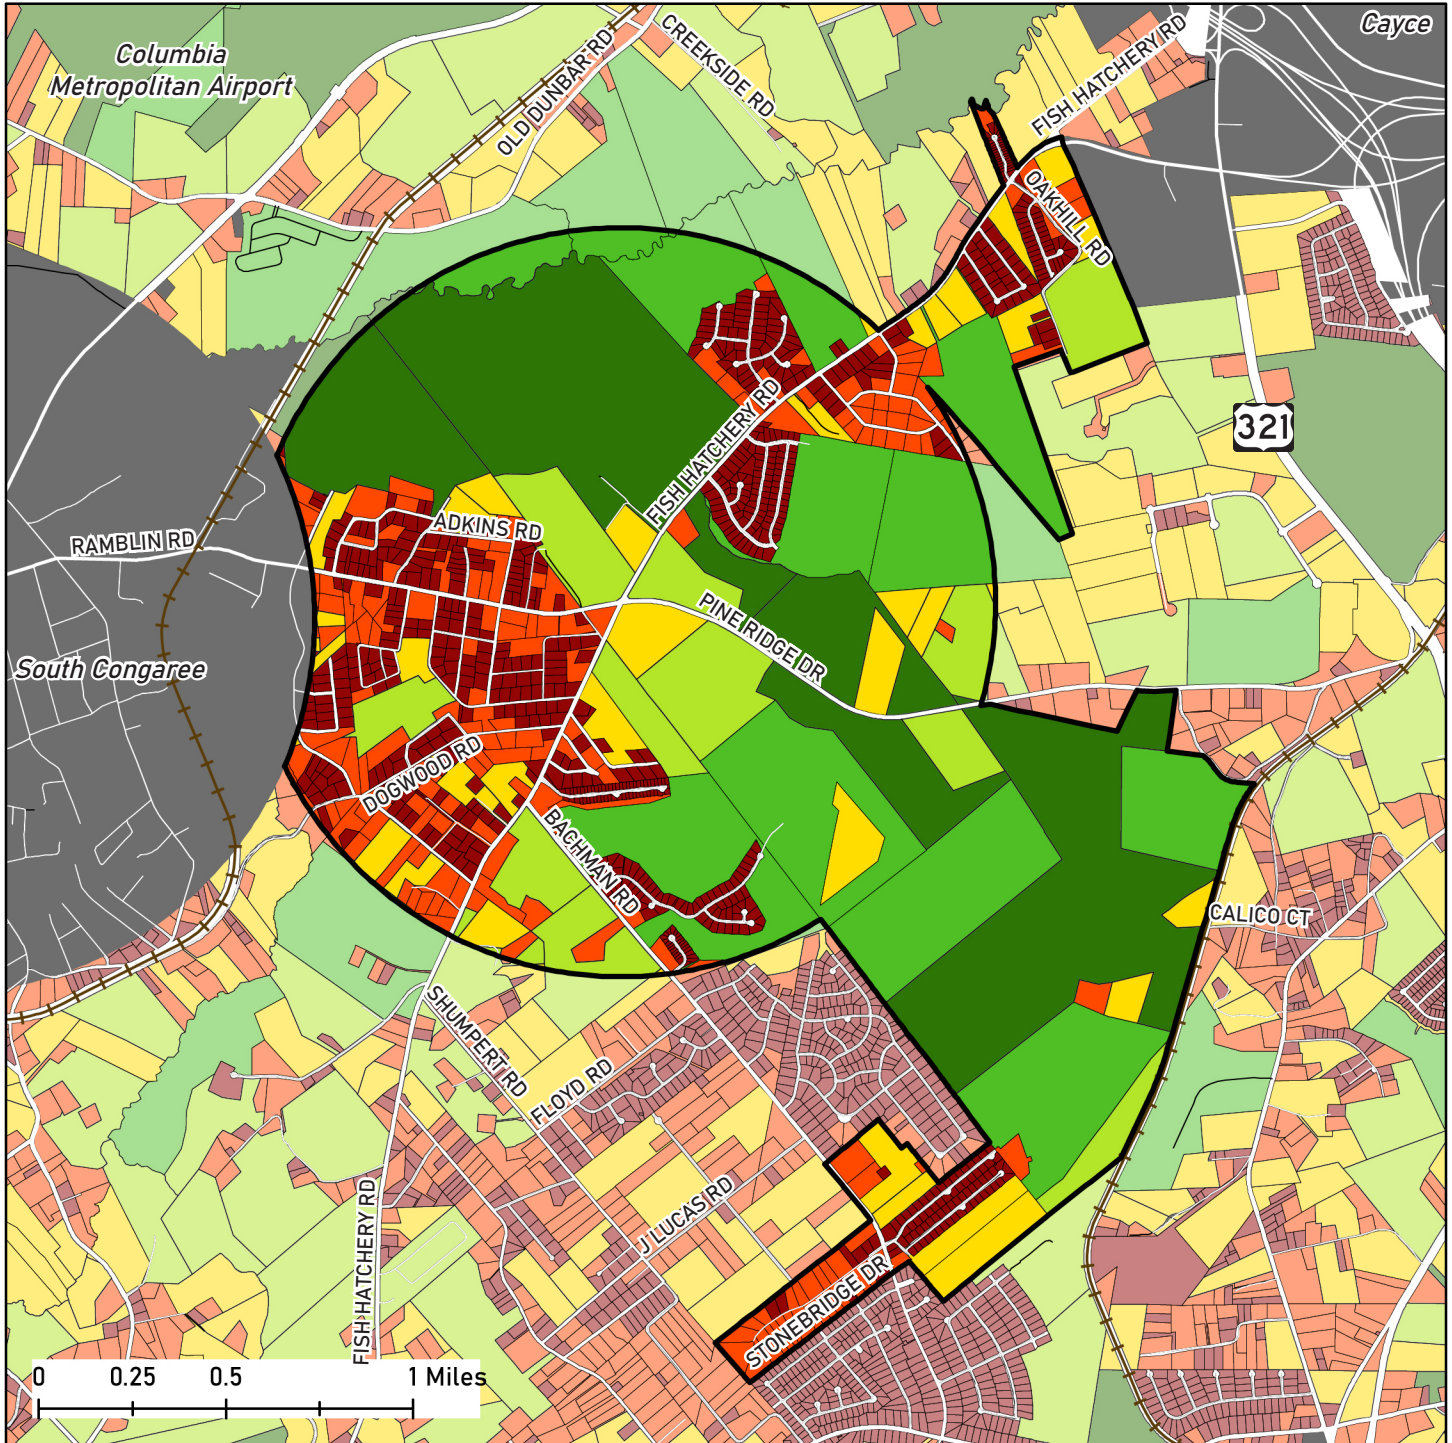 Cayce
Columbia
Metropolitan Airport
CREEKSIDE RD
FISH HATCHERY RD
OLD DUNBAR RD
OAKHILL RD
321
FISH HATCHERY RD
ADKINS RD
RAMBLIN RD
PINE RIDGE DR
South Congaree
DOGWOOD RD
BACHMAN RD
CALICO CT
SHUMPERT RD
FLOYD RD
J LUCAS RD
FISH HATCHERY RD
STONEBRIDGE DR
0 0.25 0.5 1 Miles